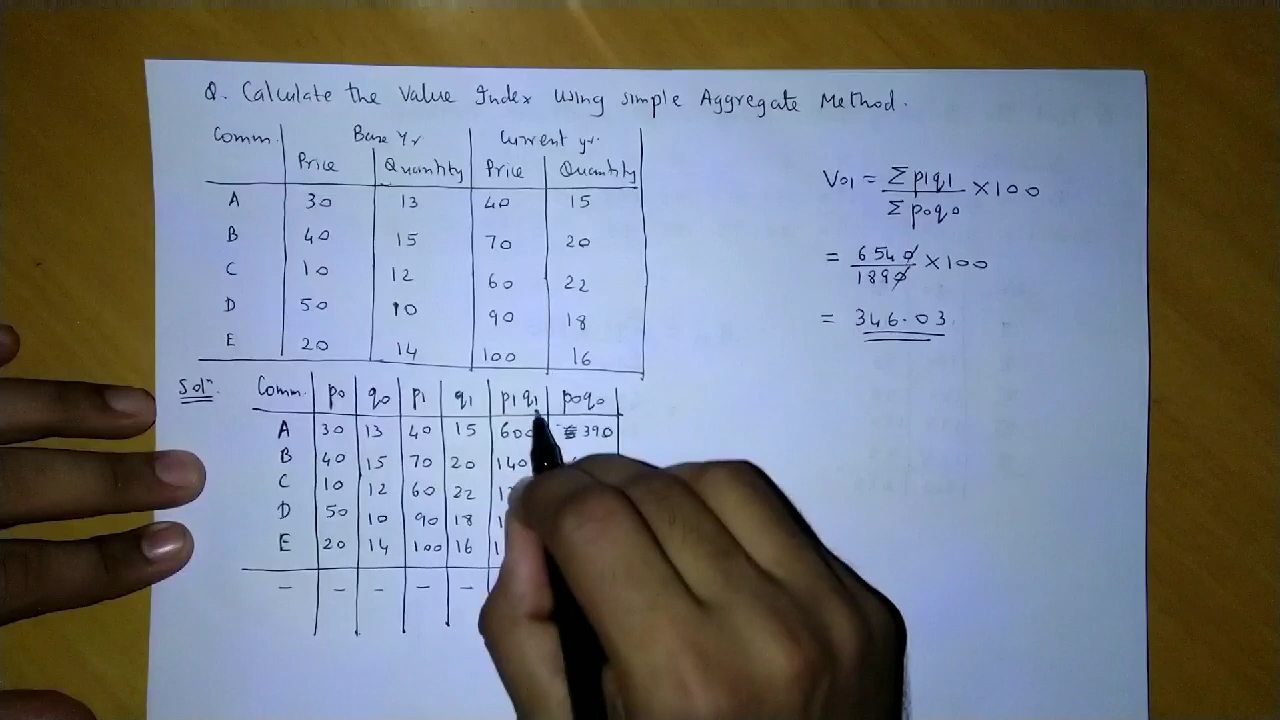 Q. Calculate the Value Index using simple Aggregate Method.
Comm. Base Yr Current yr.
Price Quantity Price Quantity
A 30 13 40 15
B 40 15 70 20
C 10 12 60 22
D 50 10 90 18
E 20 14 100 16
V01 = Σ p1q1 / Σ p0q0 × 100
= 6540 / 1890 × 100
= 346.03
Soln.
Comm. p0 q0 p1 q1 p1q1 p0q0
A 30 13 40 15 600 390
B 40 15 70 20
C 10 12 60 22
D 50 10 90 18
E 20 14 100 16
– – – – –